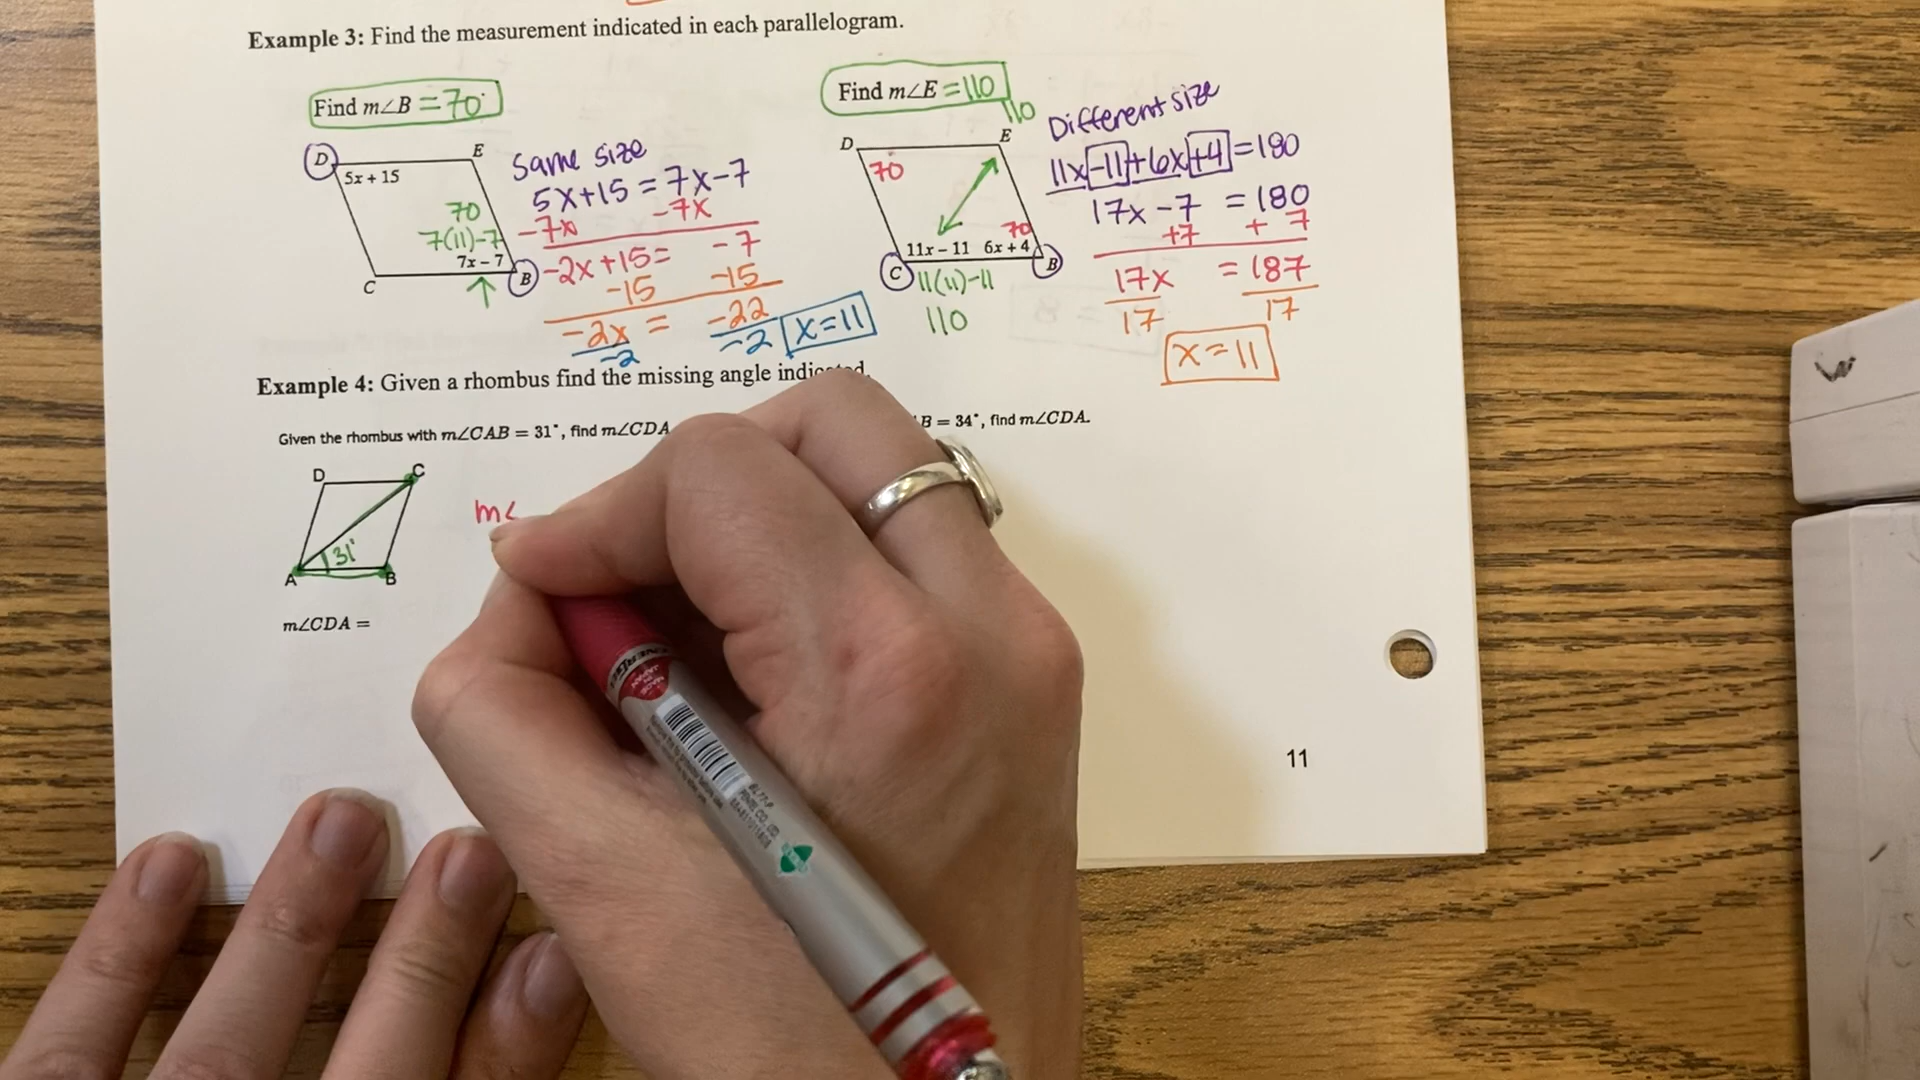 Example 3: Find the measurement indicated in each parallelogram.
Find m∠B = 70°
D
E
5x + 15
70
7(11)-7
7x - 7
C
B
Same size
5x+15 = 7x-7
-7x -7x
-2x+15= -7
-15 -15
-2x = -22
-2 -2
x=11
Find m∠E = 110
110
D
E
70
70
11x - 11 6x + 4
C
B
11(11)-11
110
Different size
11x-11+6x+4=180
17x -7 = 180
+7 + 7
17x = 187
17 17
x = 11
Example 4: Given a rhombus find the missing angle
Given the rhombus with m∠CAB = 31°, find m∠CDA
B = 34°, find m∠CDA.
D
C
31°
A
B
m<
m∠CDA =
11
MADE IN JAPAN